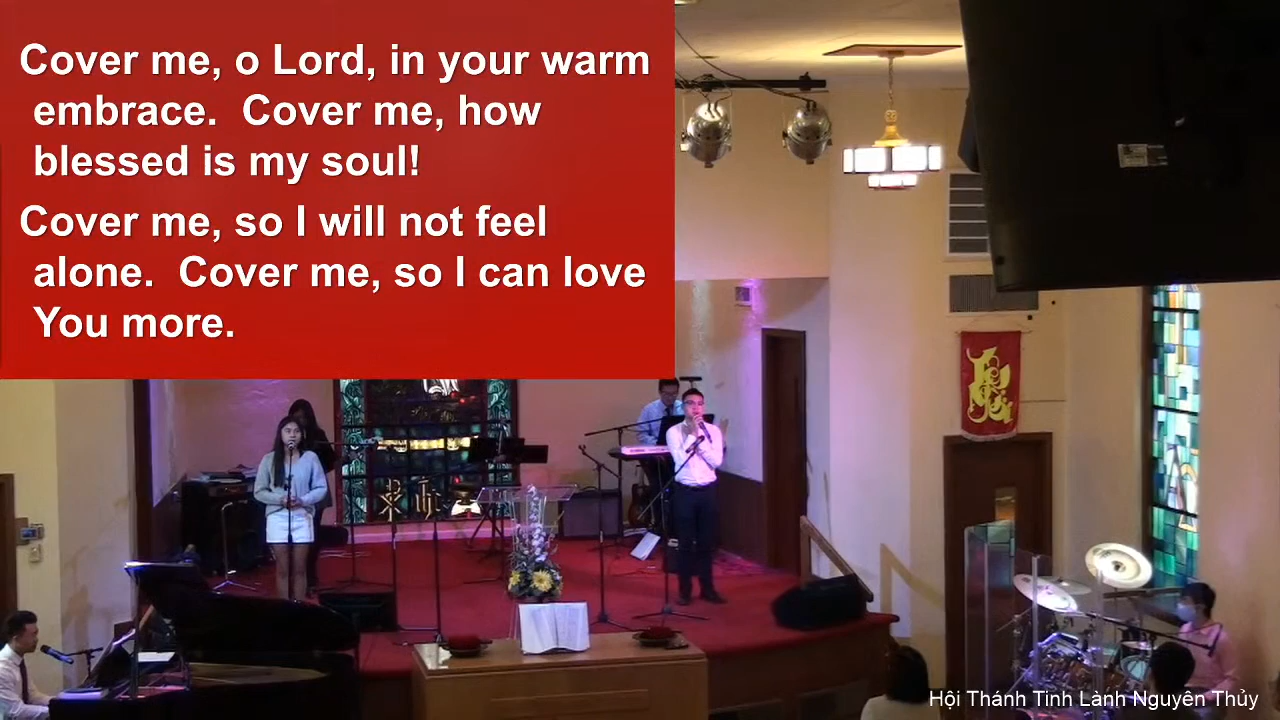 Cover me, o Lord, in your warm
embrace.  Cover me, how
blessed is my soul!
Cover me, so I will not feel
alone.  Cover me, so I can love
You more.
Hội Thánh Tinh Lành Nguyên Thủy